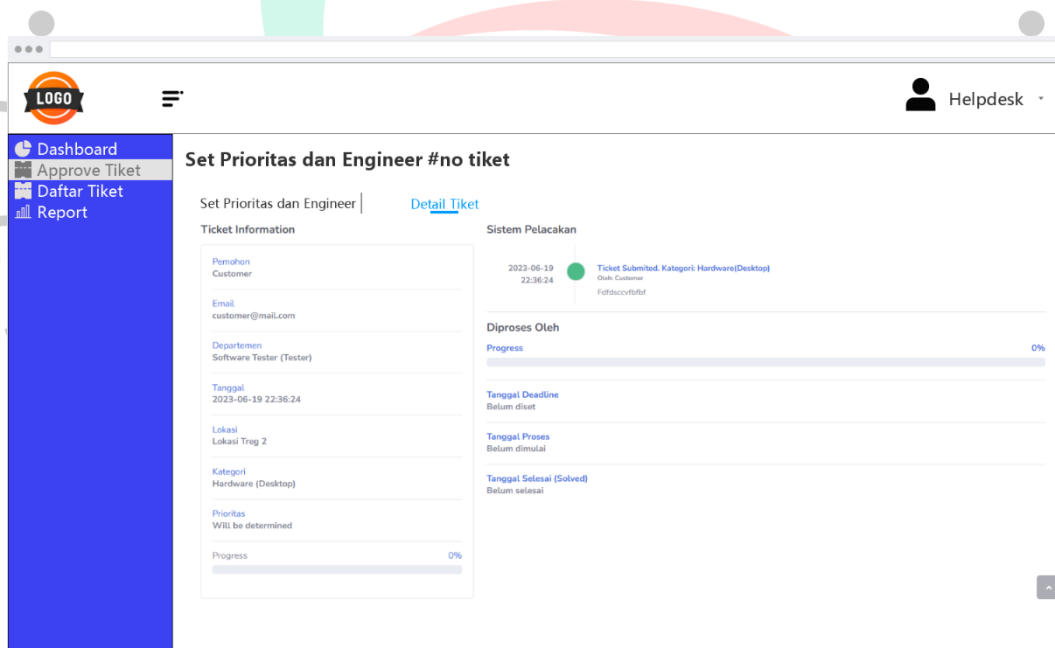 LOGO
Helpdesk
Dashboard
Approve Tiket
Daftar Tiket
Report
Set Prioritas dan Engineer #no tiket
Set Prioritas dan Engineer
Detail Tiket
Ticket Information
Pemohon
Customer
Email
customer@mail.com
Departemen
Software Tester (Tester)
Tanggal
2023-06-19 22:36:24
Lokasi
Lokasi Treg 2
Kategori
Hardware (Desktop)
Prioritas
Will be determined
Progress 0%
Sistem Pelacakan
2023-06-19
22:36:24
Ticket Submited. Kategori: Hardware(Desktop)
Oleh: Customer
Fdfdsccvfbfbf
Diproses Oleh
Progress 0%
Tanggal Deadline
Belum diset
Tanggal Proses
Belum dimulai
Tanggal Selesai (Solved)
Belum selesai